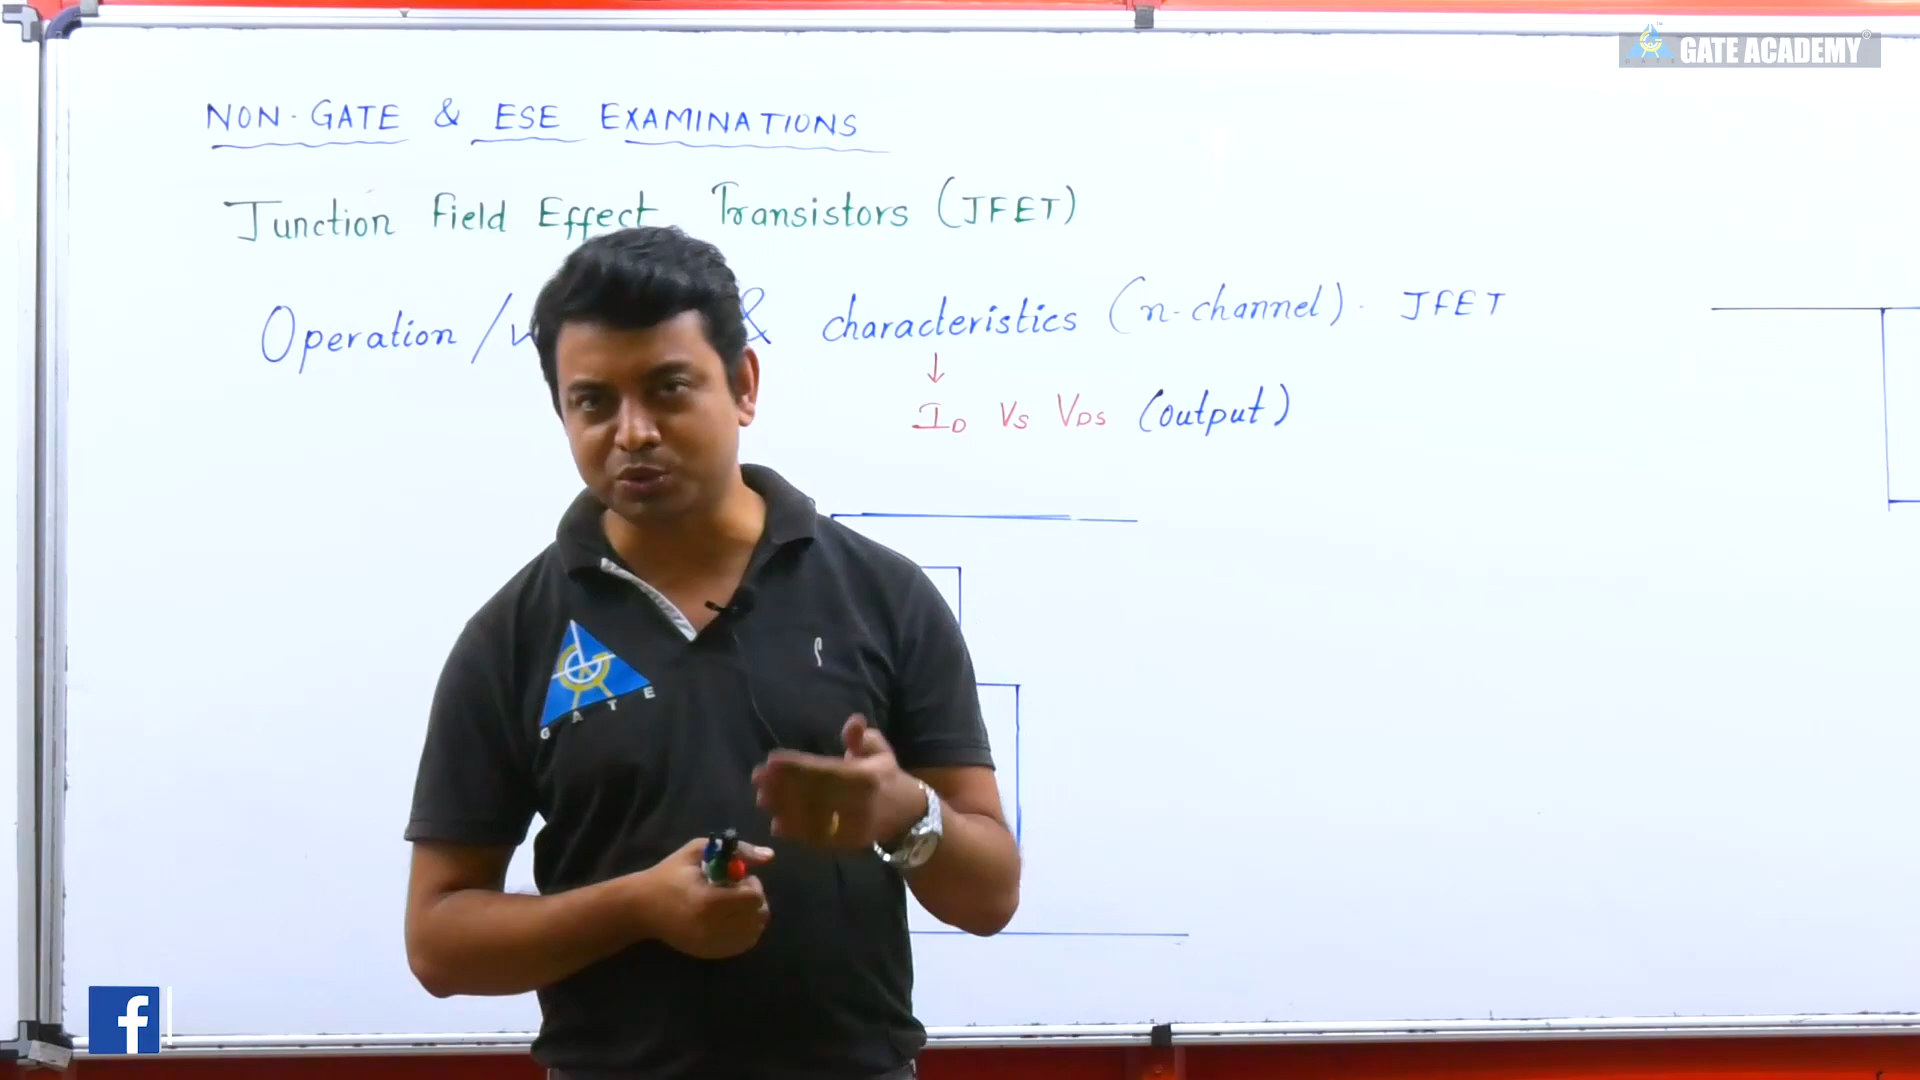 GATE ACADEMY
NON-GATE & ESE EXAMINATIONS
Junction Field Effect Transistors (JFET)
Operation / & characteristics (n-channel). JFET
↓
ID Vs VDS (output)
G A T E
f